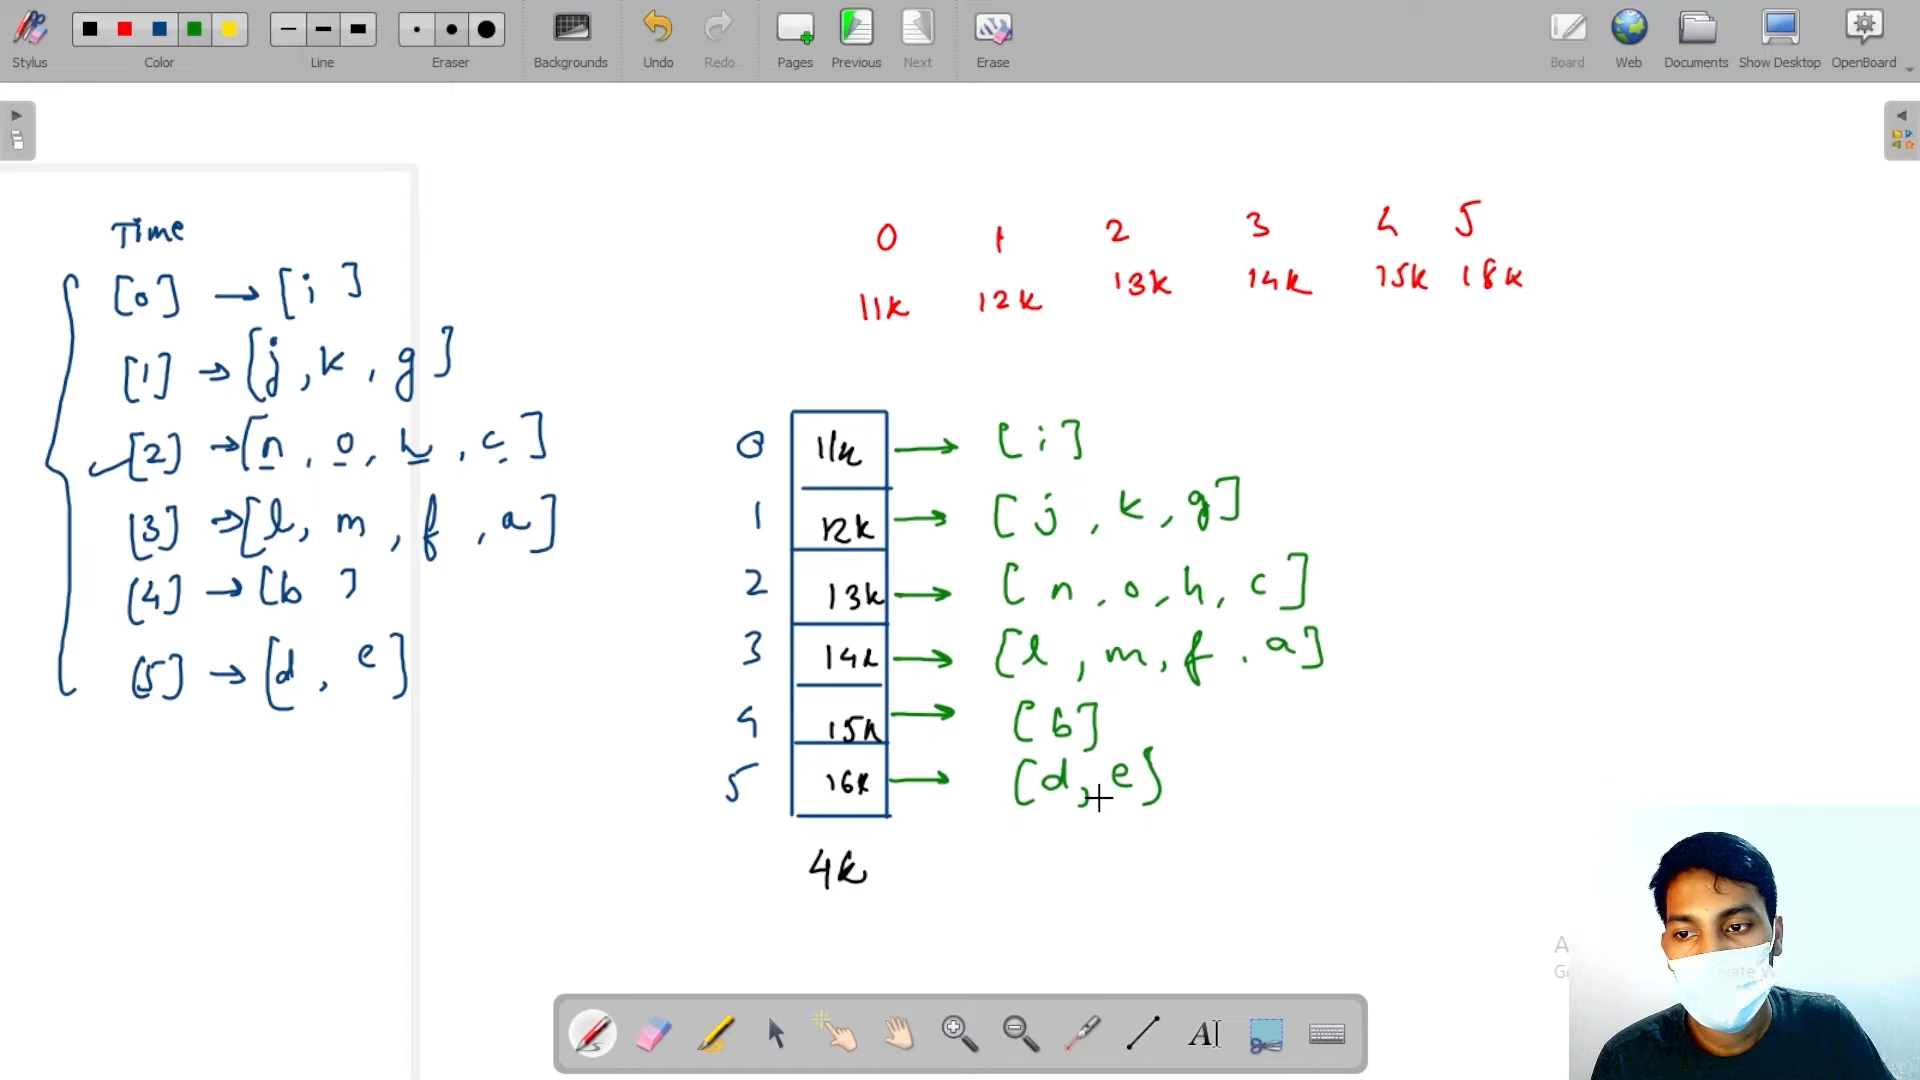 Stylus Color Line Eraser Backgrounds Undo Redo Pages Previous Next Erase Board Web Documents Show Desktop OpenBoard
Time
[0] → [i]
[1] → [j, k, g]
[2] → [n, o, h, c]
[3] → [l, m, f, a]
[4] → [b]
[5] → [d, e]
0 1 2 3 4 5
11k 12k 13k 14k 15k 18k
0 11k → [i]
1 12k → [j, k, g]
2 13k → [n, o, h, c]
3 14k → [l, m, f, a]
4 15k → [b]
5 16k → [d, e]
4k